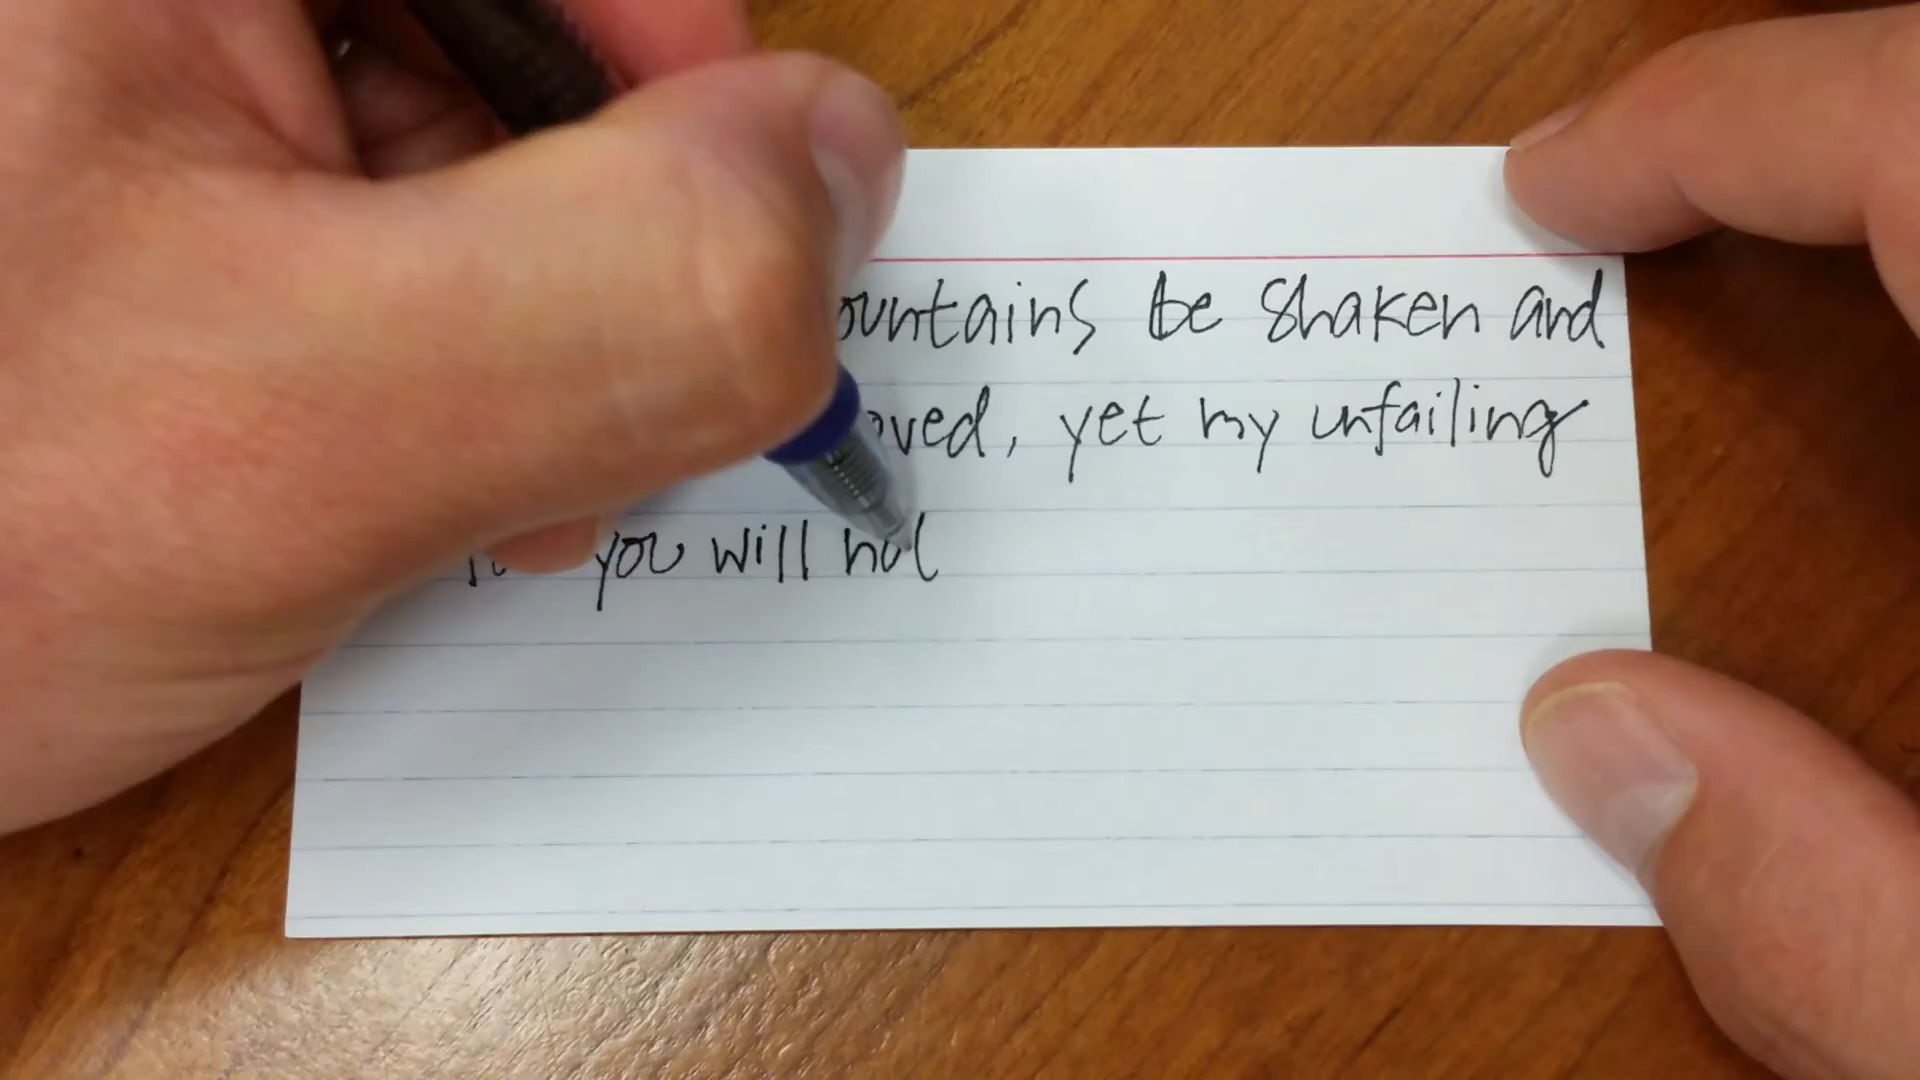 ountains be shaken and
oved, yet my unfailing
you will not